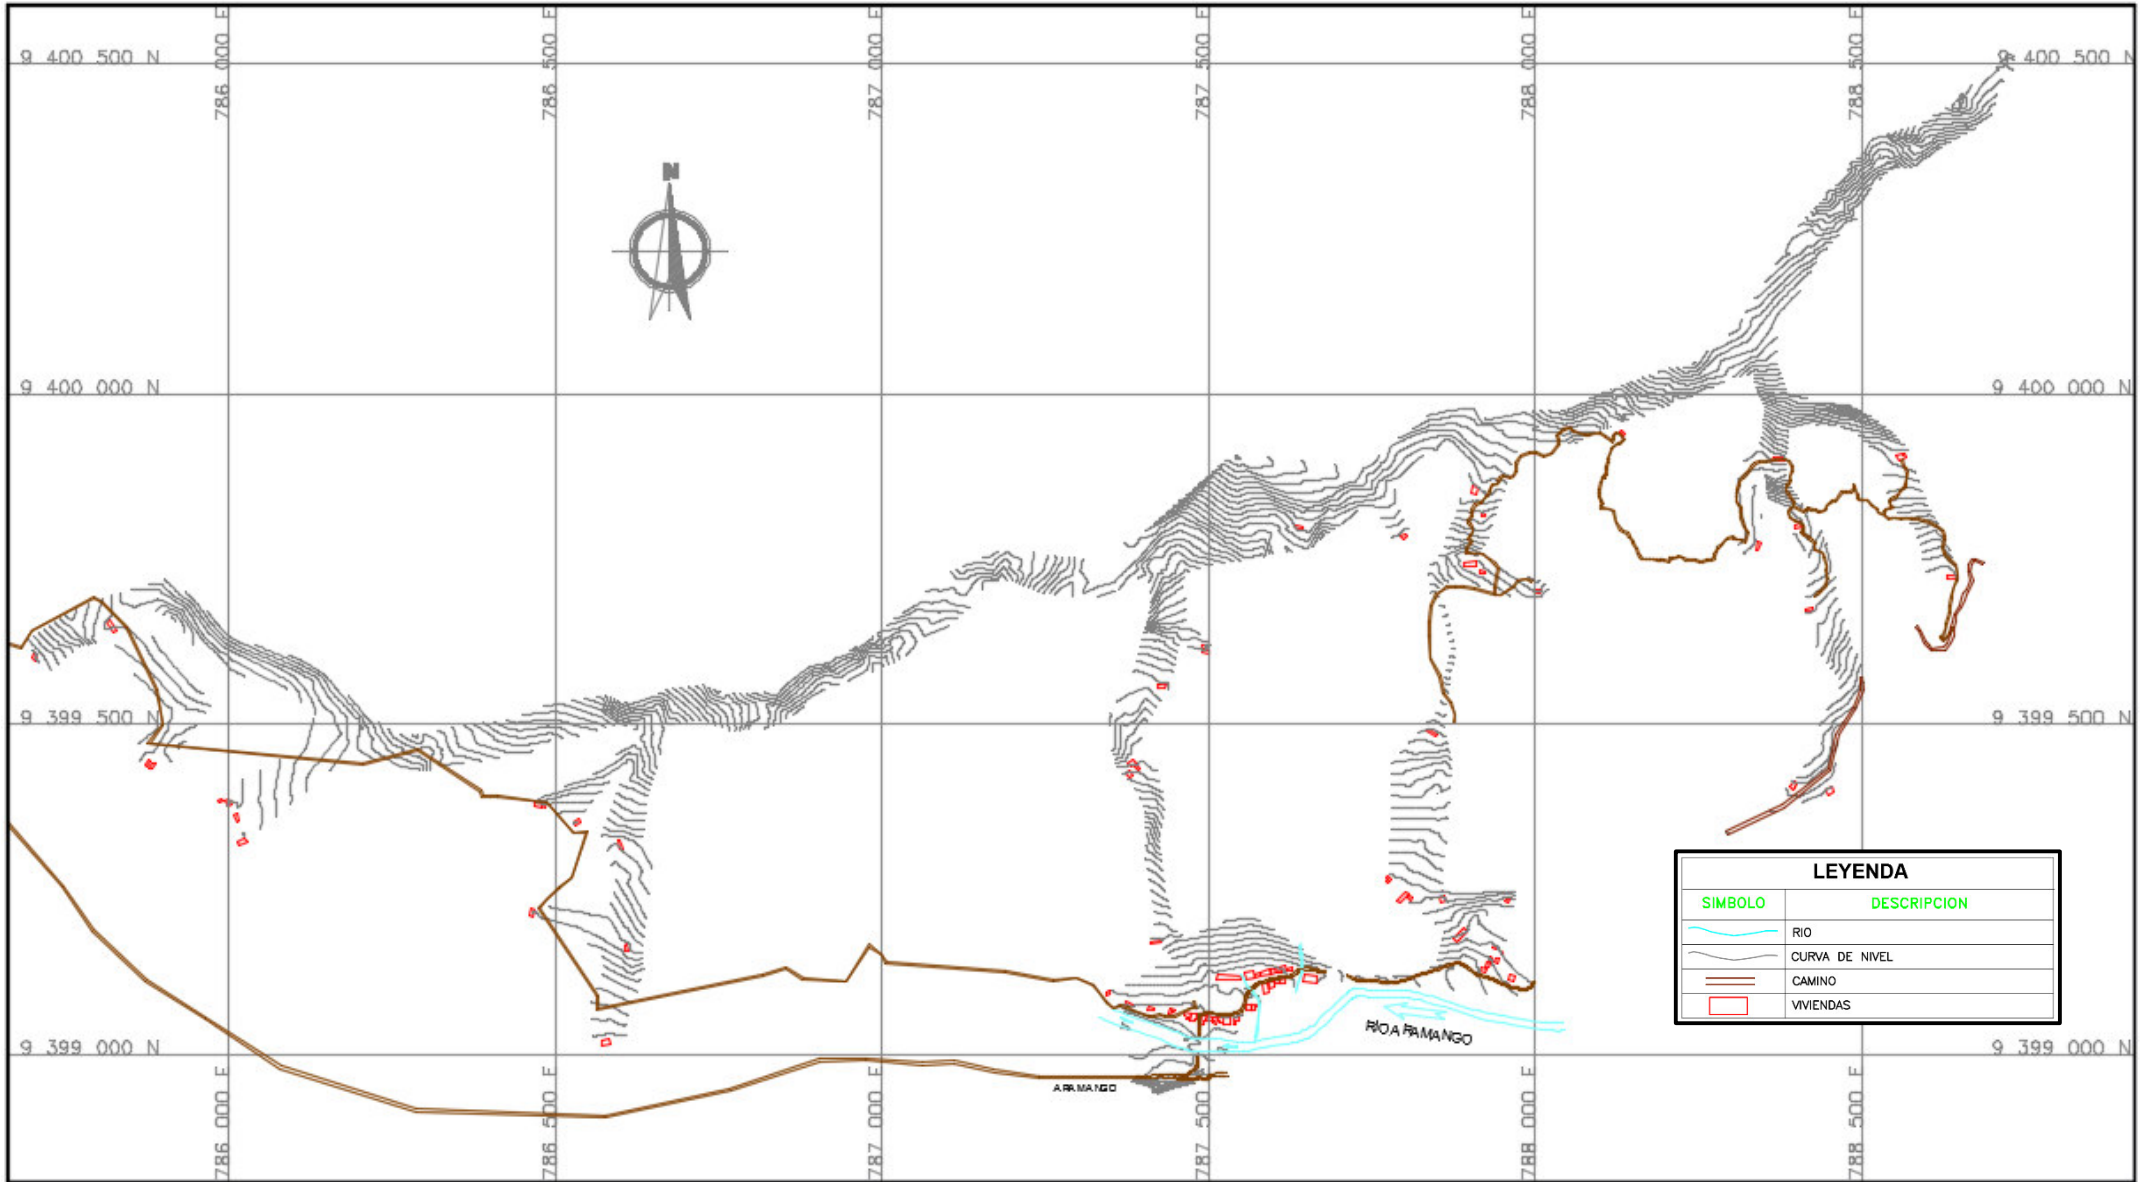 786 000 E
786 500 E
787 000 E
787 500 E
788 000 E
788 500 E
9 400 500 N
9 400 500 N
N
9 400 000 N
9 400 000 N
9 399 500 N
9 399 500 N
LEYENDA
SIMBOLO DESCRIPCION
RIO
CURVA DE NIVEL
CAMINO
VIVIENDAS
RIO ARAMANGO
9 399 000 N
9 399 000 N
ARAMANGO
786 000 E
786 500 E
787 000 E
787 500 E
788 000 E
788 500 E